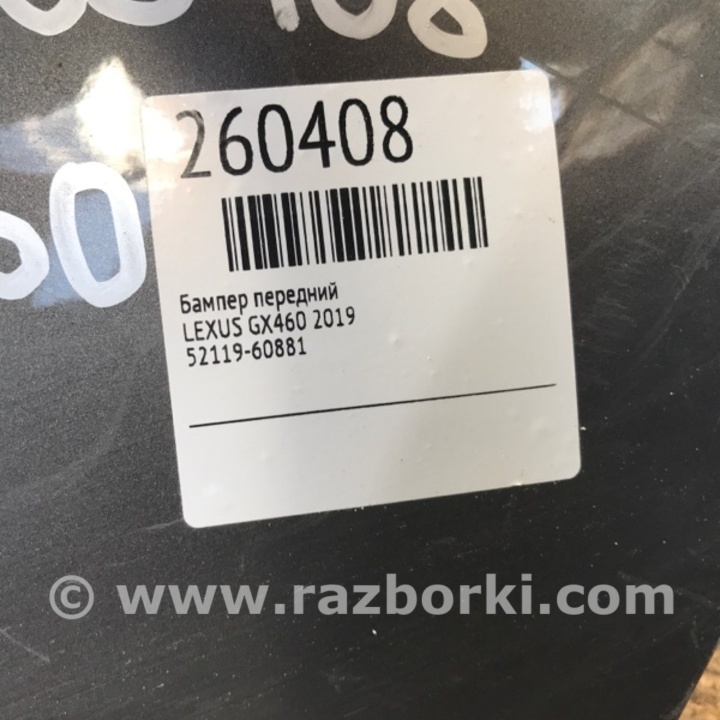 260408
Бампер передний
LEXUS GX460 2019
52119-60881
© www.razborki.com